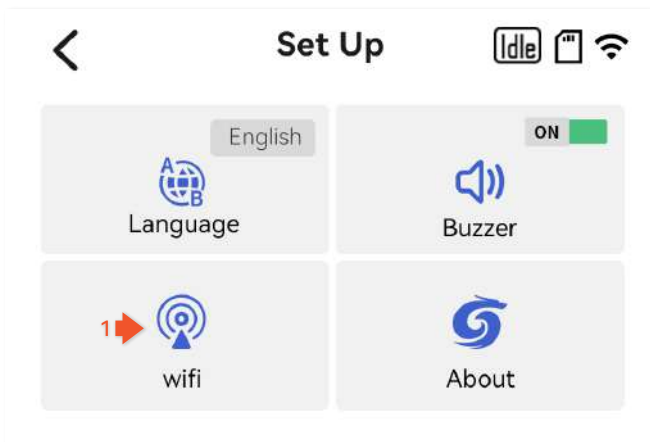 Set Up
Idle
English
A
B
Language
ON
Buzzer
1
wifi
About